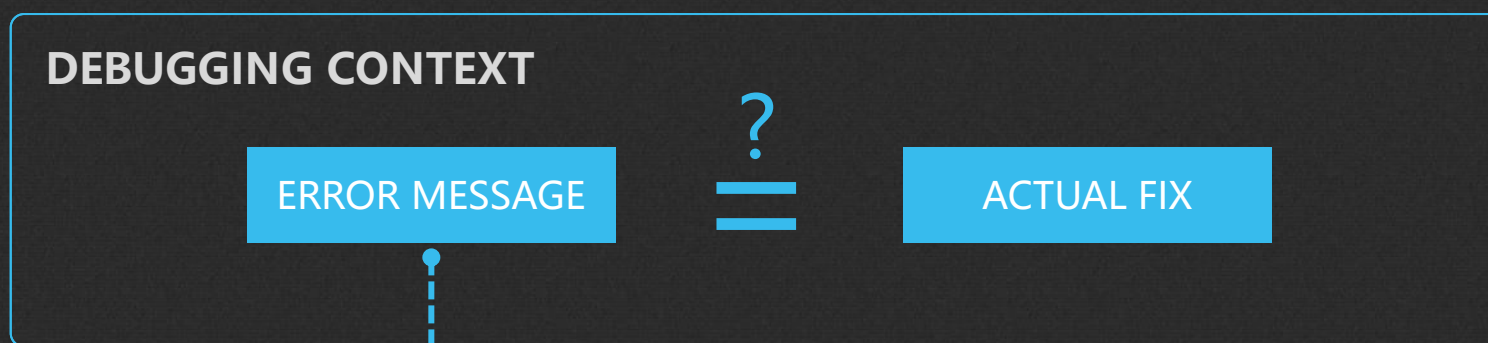 DEBUGGING CONTEXT
?
ERROR MESSAGE
=
ACTUAL FIX